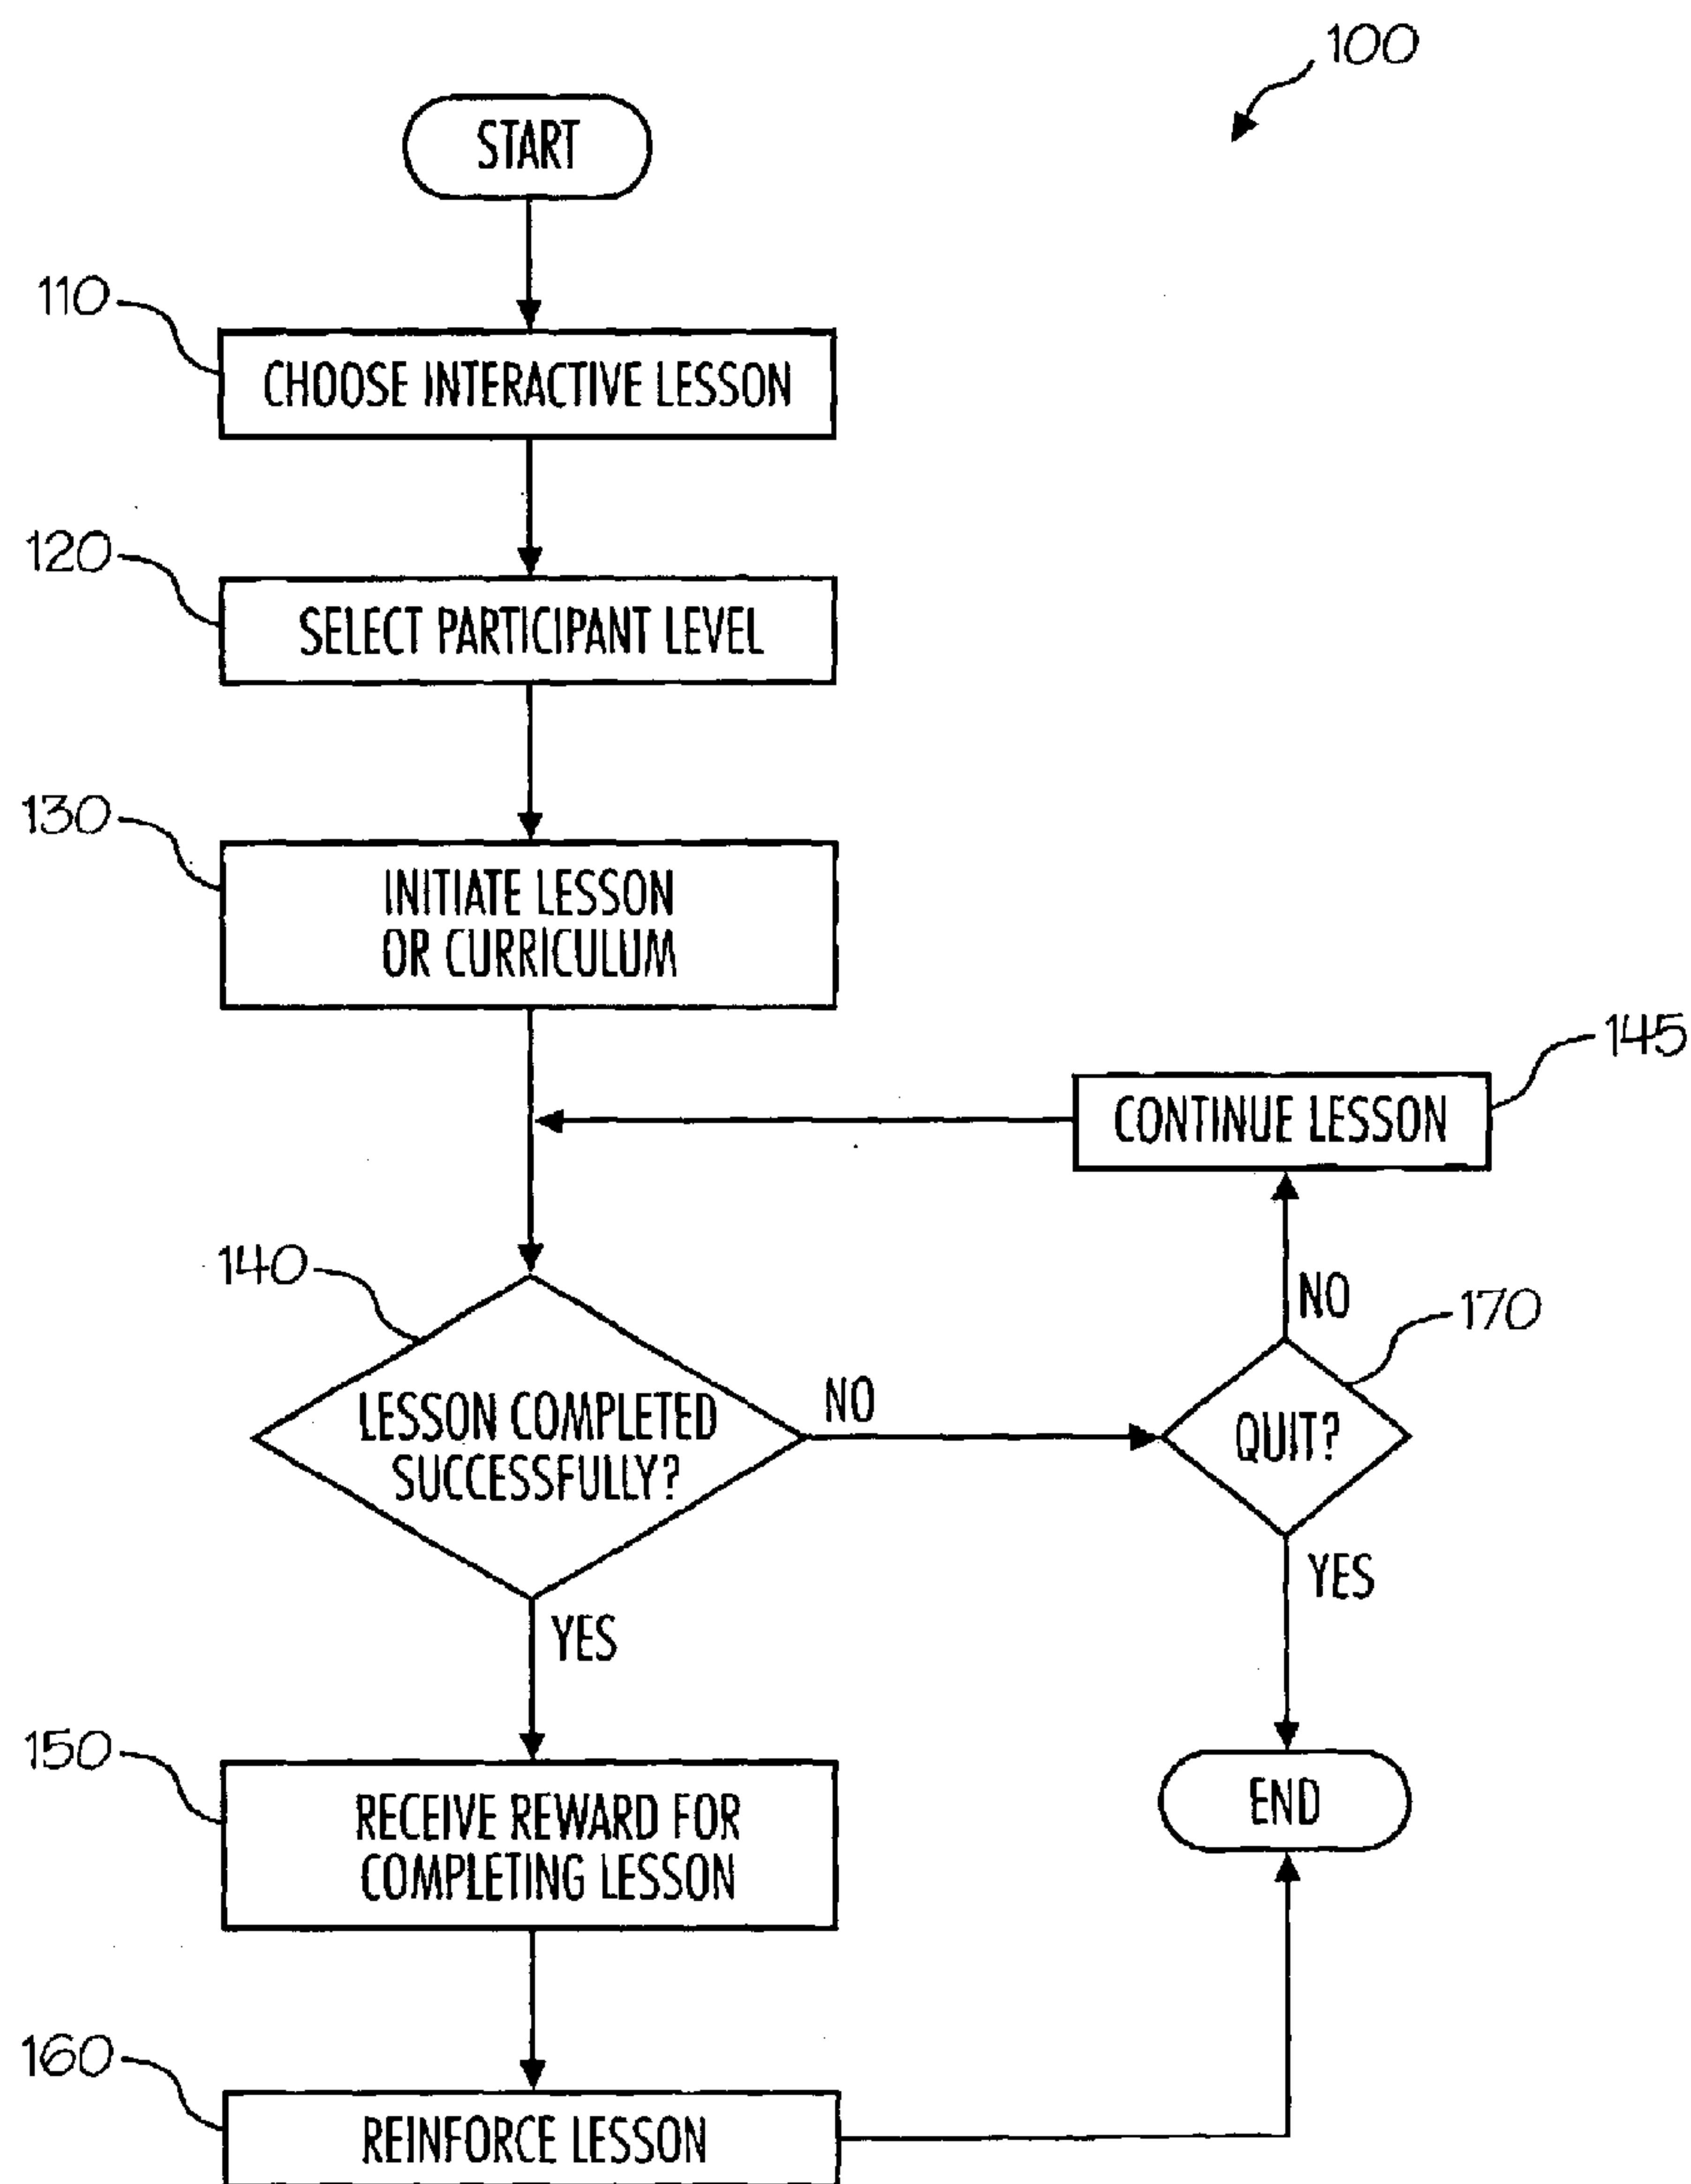 100
START
110
CHOOSE INTERACTIVE LESSON
120
SELECT PARTICIPANT LEVEL
130
INITIATE LESSON
OR CURRICULUM
145
CONTINUE LESSON
140
LESSON COMPLETED
SUCCESSFULLY?
NO
NO
170
QUIT?
YES
YES
150
RECEIVE REWARD FOR
COMPLETING LESSON
END
160
REINFORCE LESSON